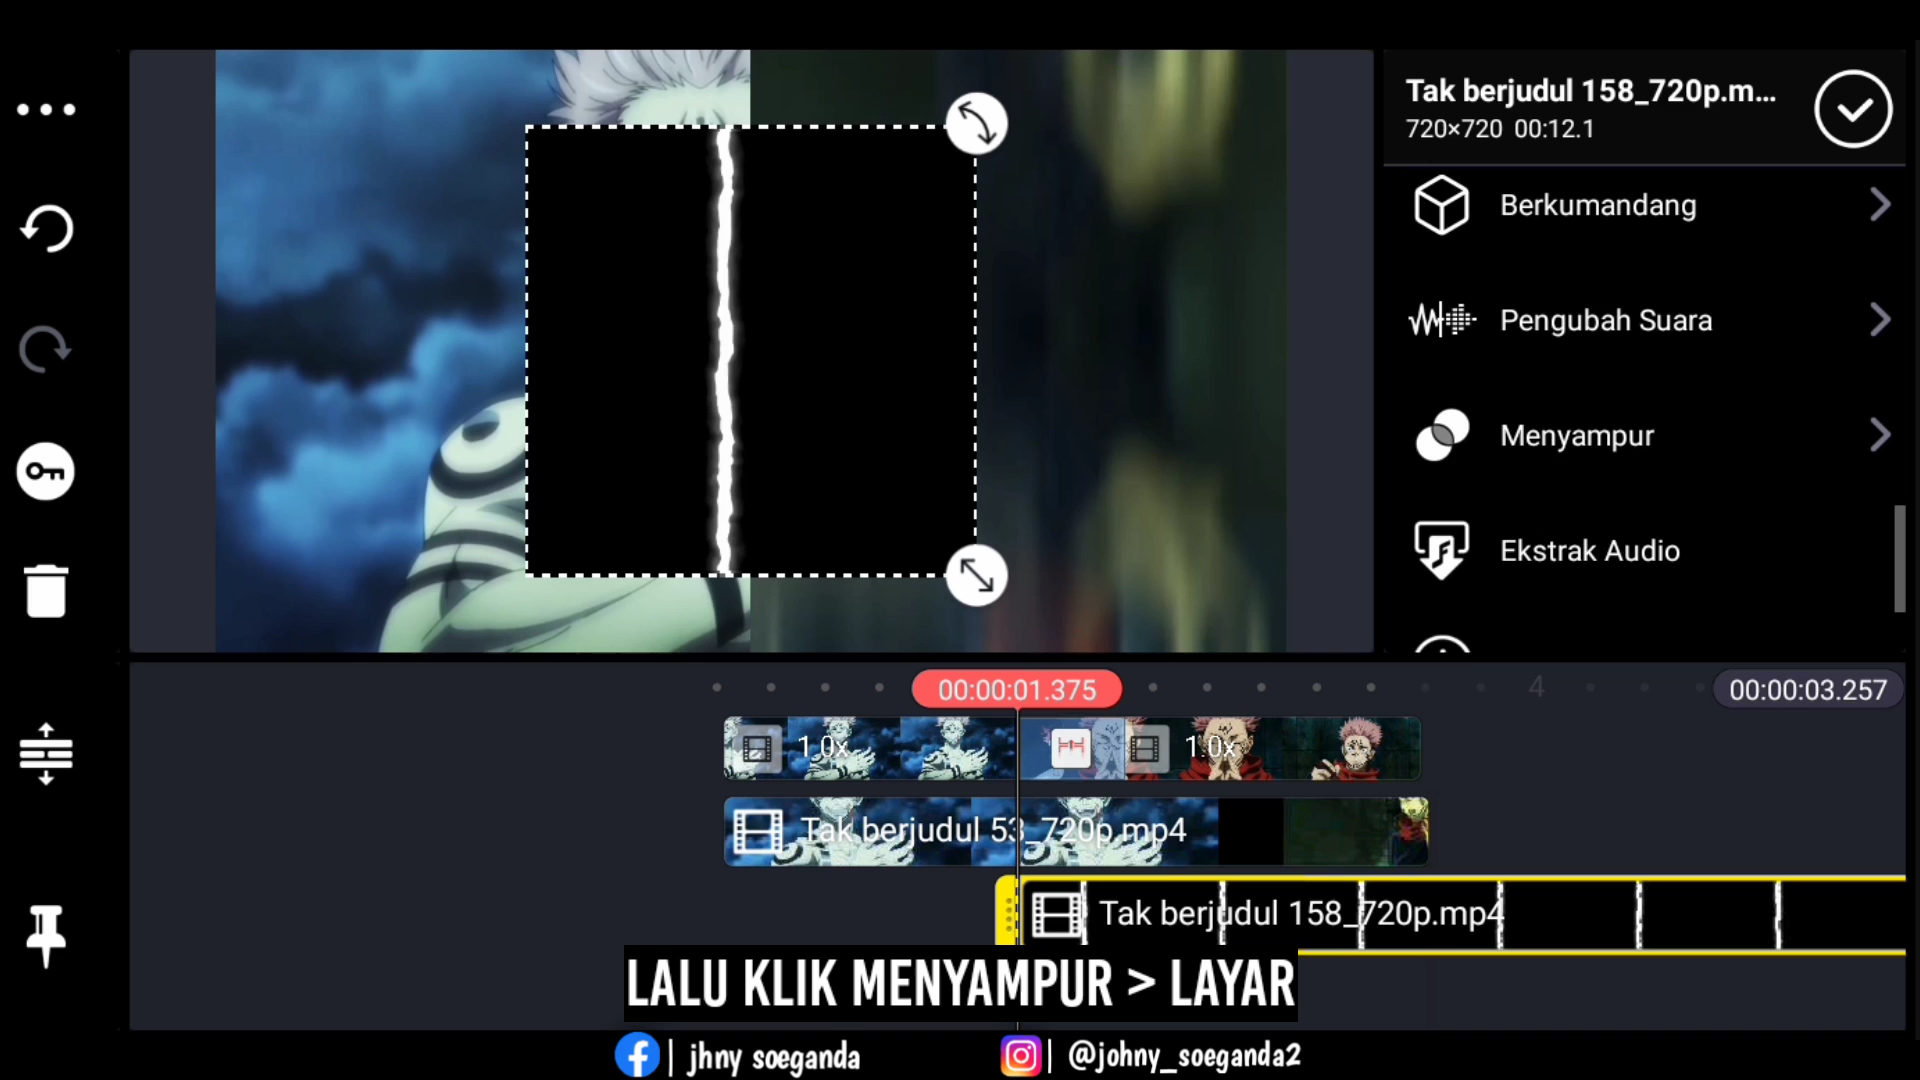 Tak berjudul 158_720p.m...
720×720 00:12.1
Berkumandang
Pengubah Suara
Menyampur
Ekstrak Audio
00:00:01.375
4
00:00:03.257
1.0x
1.0x
Tak berjudul 53_720p.mp4
Tak berjudul 158_720p.mp4
LALU KLIK MENYAMPUR > LAYAR
| jhny soeganda
| @johny_soeganda2